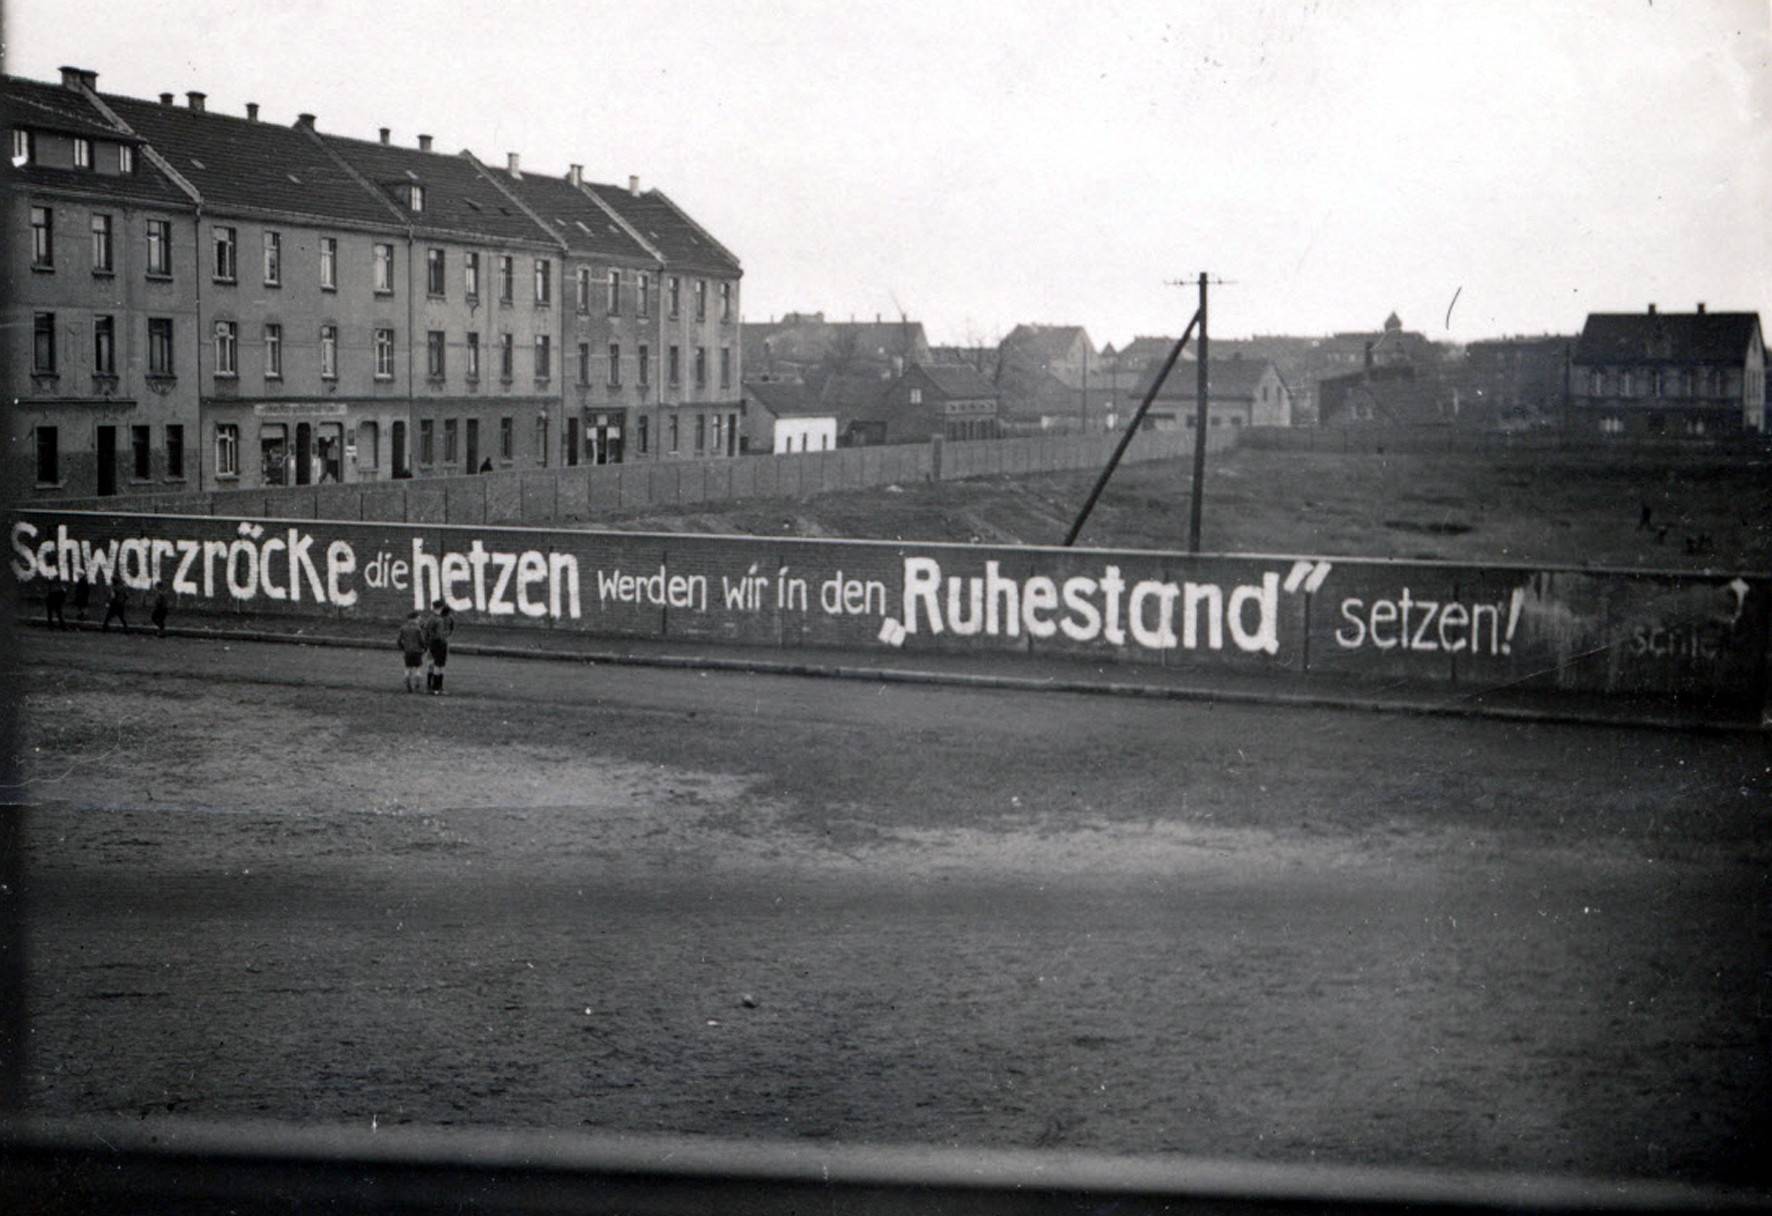 Schwarzröcke die hetzen werden wir in den „Ruhestand“ setzen!